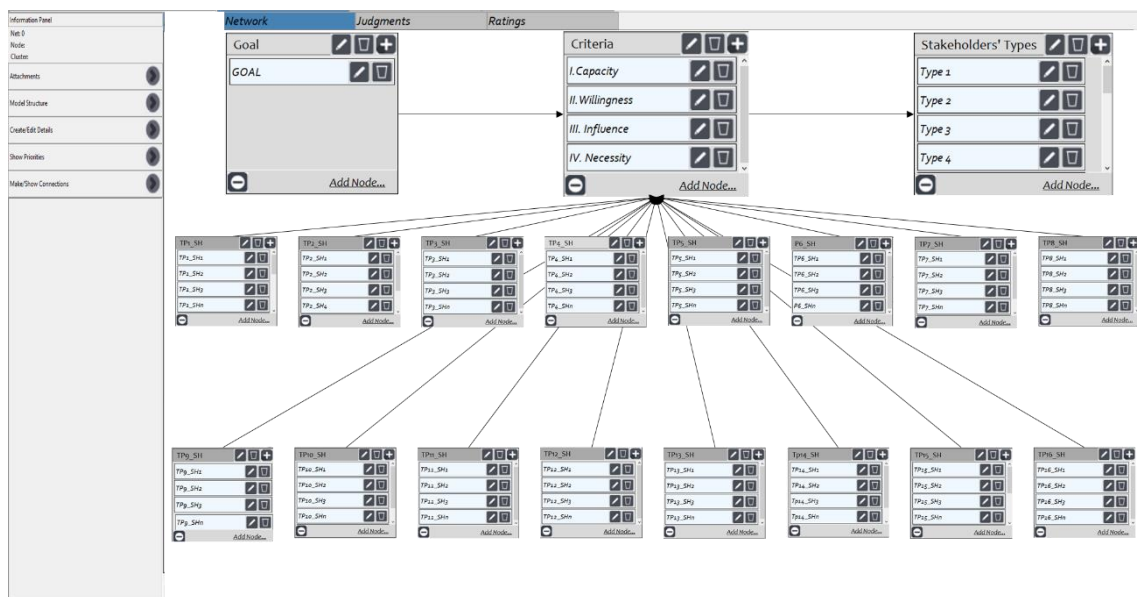 Information Panel
Net: 0
Node:
Cluster:
Attachments
Model Structure
Create/Edit Details
Show Priorities
Make/Show Connections
Network
Judgments
Ratings
Goal
GOAL
Add Node...
Criteria
I.Capacity
II.Willingness
III. Influence
IV. Necessity
Add Node...
Stakeholders' Types
Type 1
Type 2
Type 3
Type 4
Add Node...
TP1_SH
TP1_SH1
TP1_SH2
TP1_SH3
TP1_SHn
Add Node...
TP2_SH
TP2_SH1
TP2_SH2
TP2_SH3
TP2_SH4
Add Node...
TP3_SH
TP3_SH1
TP3_SH2
TP3_SH3
TP3_SHn
Add Node...
TP4_SH
TP4_SH1
TP4_SH2
TP4_SH3
TP4_SHn
Add Node...
TP5_SH
TP5_SH1
TP5_SH2
TP5_SH3
TP5_SHn
Add Node...
P6_SH
TP6_SH1
TP6_SH2
TP6_SH3
P6_SHn
Add Node...
TP7_SH
TP7_SH1
TP7_SH2
TP7_SH3
TP7_SHn
Add Node...
TP8_SH
TP8_SH1
TP8_SH2
TP8_SH3
TP8_SHn
Add Node...
TP9_SH
TP9_SH1
TP9_SH2
TP9_SH3
TP9_SHn
Add Node...
TP10_SH
TP10_SH1
TP10_SH2
TP10_SH3
TP10_SHn
Add Node...
TP11_SH
TP11_SH1
TP11_SH2
TP11_SH3
TP11_SHn
Add Node...
TP12_SH
TP12_SH1
TP12_SH2
TP12_SH3
TP12_SHn
Add Node...
TP13_SH
TP13_SH1
TP13_SH2
TP13_SH3
TP13_SHn
Add Node...
Tp14_SH
TP14_SH1
TP14_SH2
Tp14_SH3
Tp14_SHn
Add Node...
TP15_SH
TP15_SH1
TP15_SH2
TP15_SH3
TP15_SHn
Add Node...
TP16_SH
TP16_SH1
TP16_SH2
TP16_SH3
TP16_SHn
Add Node...